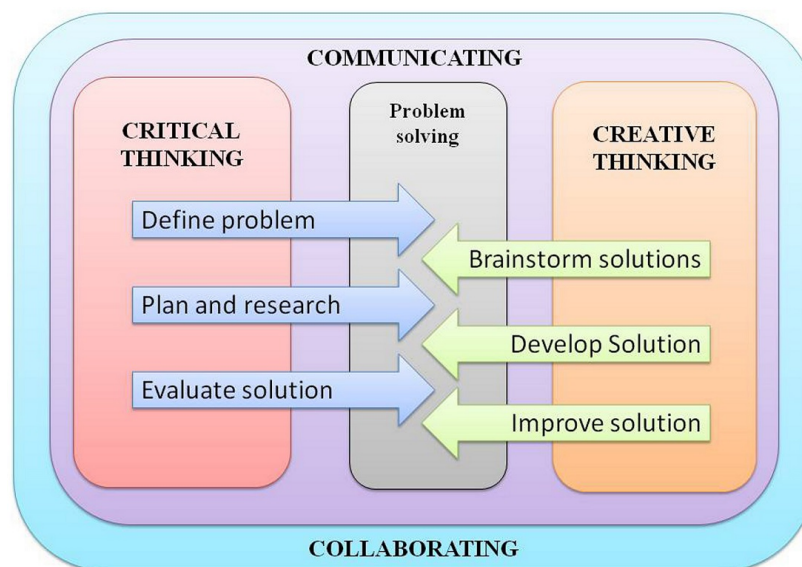 COMMUNICATING
CRITICAL
THINKING
Problem
solving
CREATIVE
THINKING
Define problem
Brainstorm solutions
Plan and research
Develop Solution
Evaluate solution
Improve solution
COLLABORATING